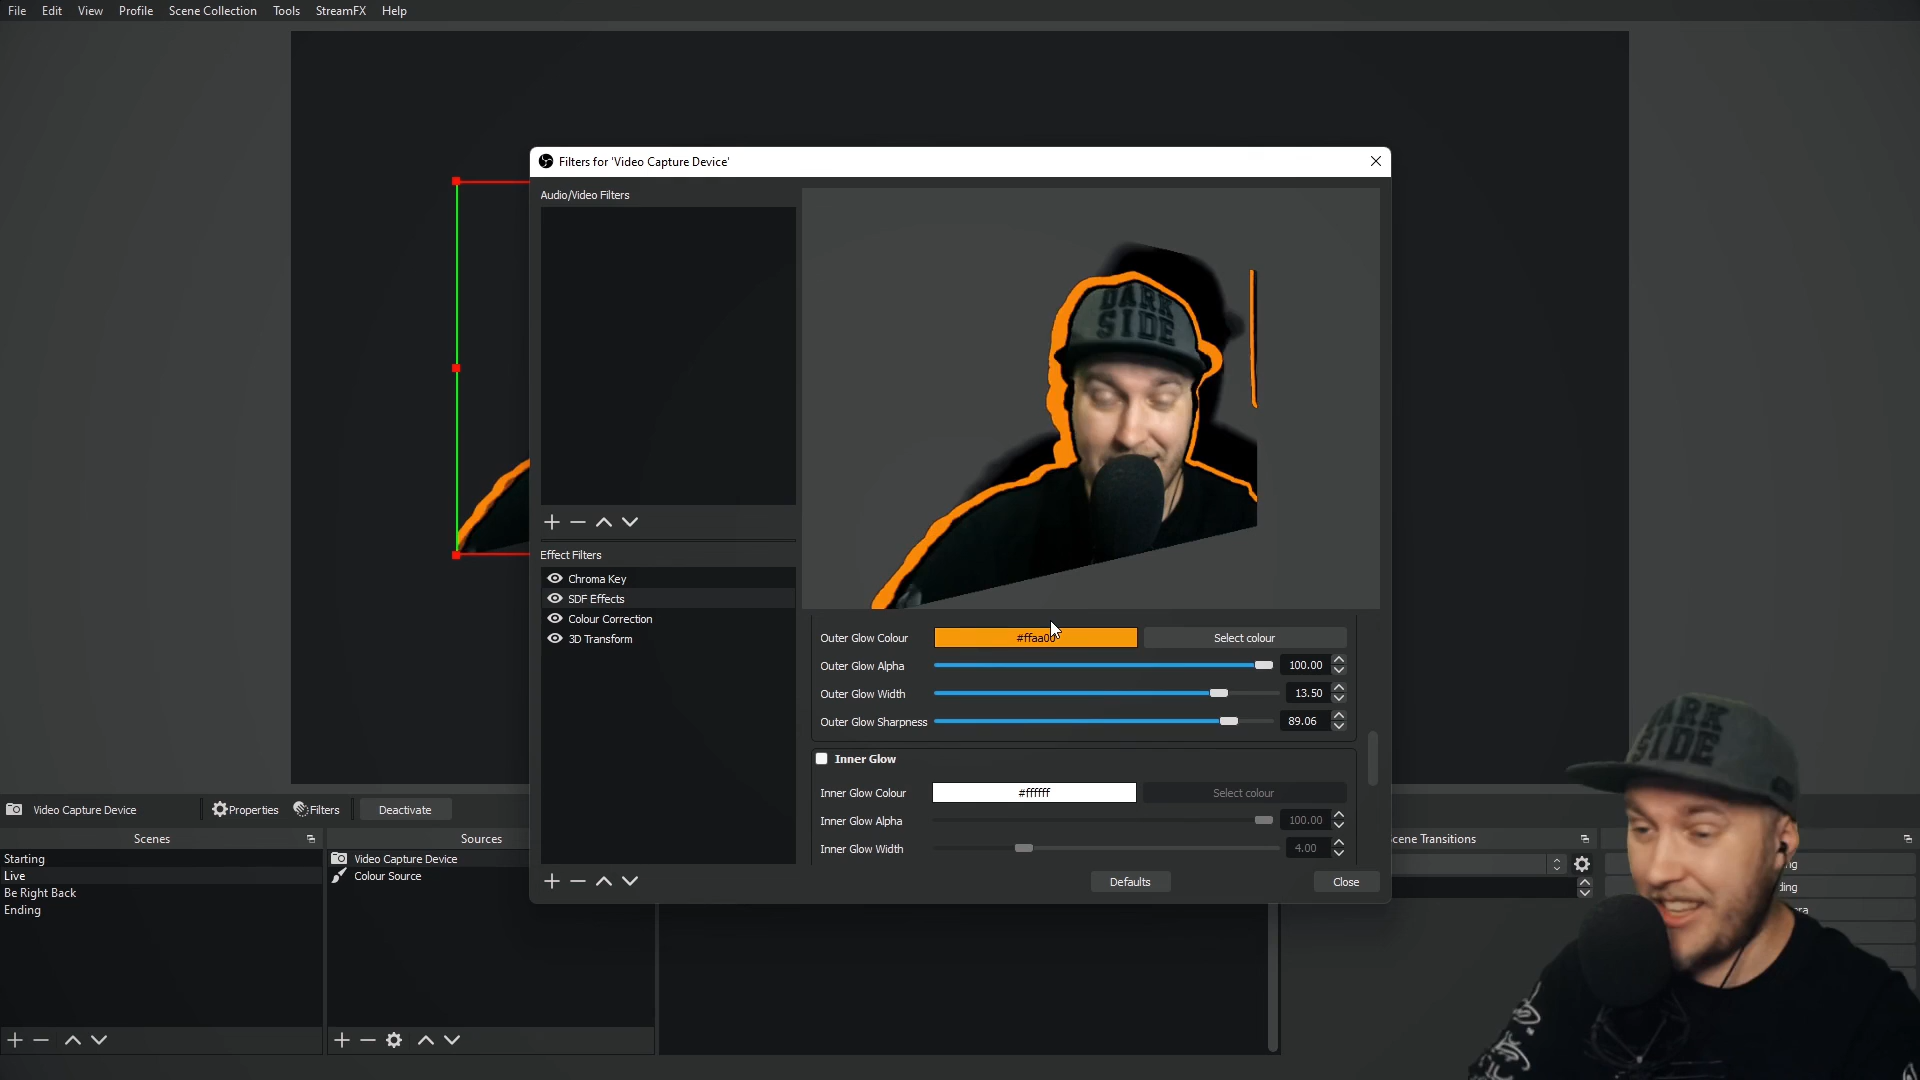 File Edit View Profile Scene Collection Tools StreamFX Help
Filters for 'Video Capture Device'
Audio/Video Filters
DARK
SIDE
Effect Filters
Chroma Key
SDF Effects
Colour Correction
3D Transform
Outer Glow Colour #ffaa00 Select colour
Outer Glow Alpha 100.00
Outer Glow Width 13.50
Outer Glow Sharpness 89.06
Inner Glow
Inner Glow Colour #ffffff Select colour
Inner Glow Alpha 100.00
Inner Glow Width 4.00
Defaults Close
Video Capture Device Properties Filters Deactivate
Scenes
Starting
Live
Be Right Back
Ending
Sources
Video Capture Device
Colour Source
cene Transitions
DARK
SIDE